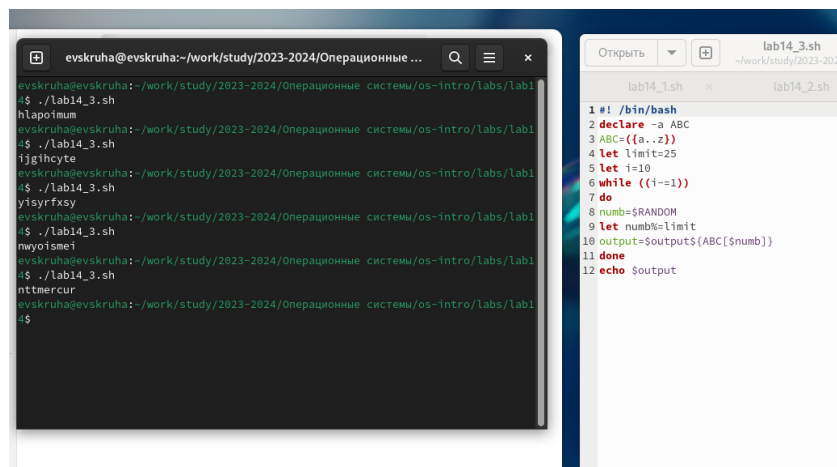 evskruha@evskruha:~/work/study/2023-2024/Операционные ...
evskruha@evskruha:~/work/study/2023-2024/Операционные системы/os-intro/labs/lab1
4$ ./lab14_3.sh
hlapoimum
evskruha@evskruha:~/work/study/2023-2024/Операционные системы/os-intro/labs/lab1
4$ ./lab14_3.sh
ijgihcyte
evskruha@evskruha:~/work/study/2023-2024/Операционные системы/os-intro/labs/lab1
4$ ./lab14_3.sh
yisyrfxsy
evskruha@evskruha:~/work/study/2023-2024/Операционные системы/os-intro/labs/lab1
4$ ./lab14_3.sh
nwyoismei
evskruha@evskruha:~/work/study/2023-2024/Операционные системы/os-intro/labs/lab1
4$ ./lab14_3.sh
nttmercur
evskruha@evskruha:~/work/study/2023-2024/Операционные системы/os-intro/labs/lab1
4$
Открыть
lab14_3.sh
~/work/study/2023-202
lab14_1.sh × lab14_2.sh
1 #! /bin/bash
2 declare -a ABC
3 ABC=({a..z})
4 let limit=25
5 let i=10
6 while ((i-=1))
7 do
8 numb=$RANDOM
9 let numb%=limit
10 output=$output${ABC[$numb]}
11 done
12 echo $output